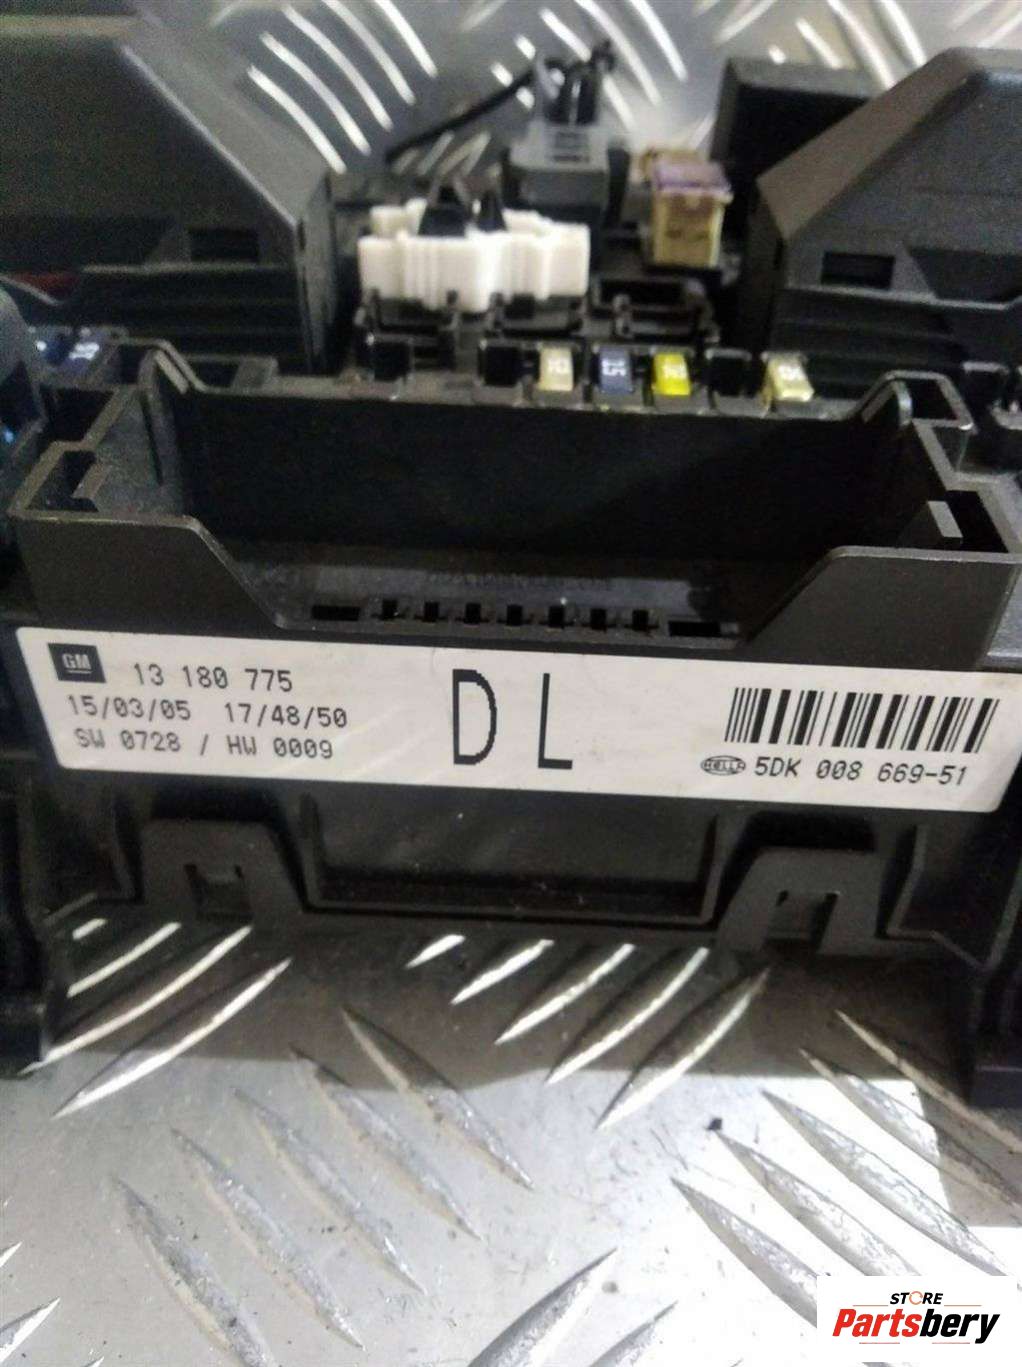 GM 13 180 775
15/03/05 17/48/50
SW 0728 / HW 0009
DL
HELLA 5DK 008 669-51
STORE
Partsbery